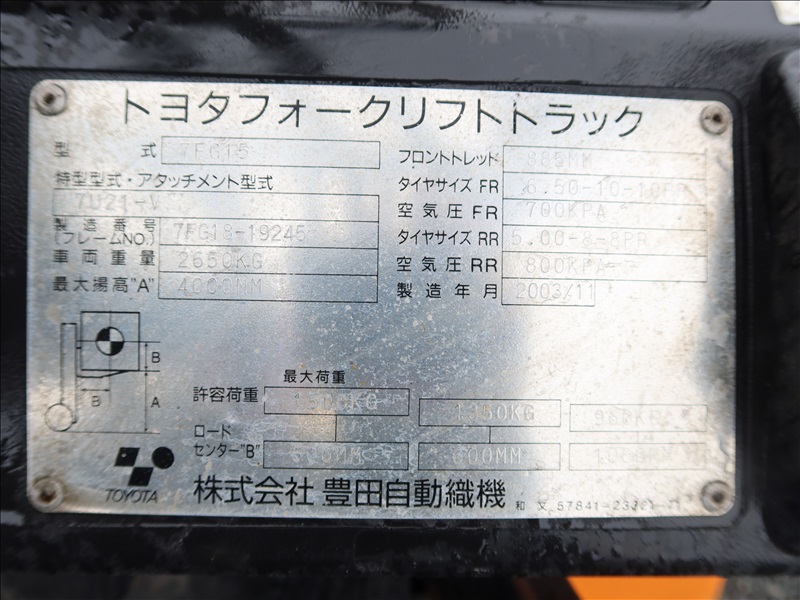 トヨタフォークリフトトラック
型 式 7FG15
特型型式・アタッチメント型式
7U21-V
製造番号
(フレームNO.) 7FG18-19245
車両重量 2650KG
最大揚高"A" 4000MM
フロントトレッド 885MM
タイヤサイズ FR 6.50-10-10PR
空気圧 FR 700KPA
タイヤサイズ RR 5.00-8-8PR
空気圧 RR 800KPA
製造年月 2003/11
B
B A
最大荷重
許容荷重 KG 1350KG
ロード
センター"B" MM 600MM
TOYOTA 株式会社 豊田自動織機 和 文